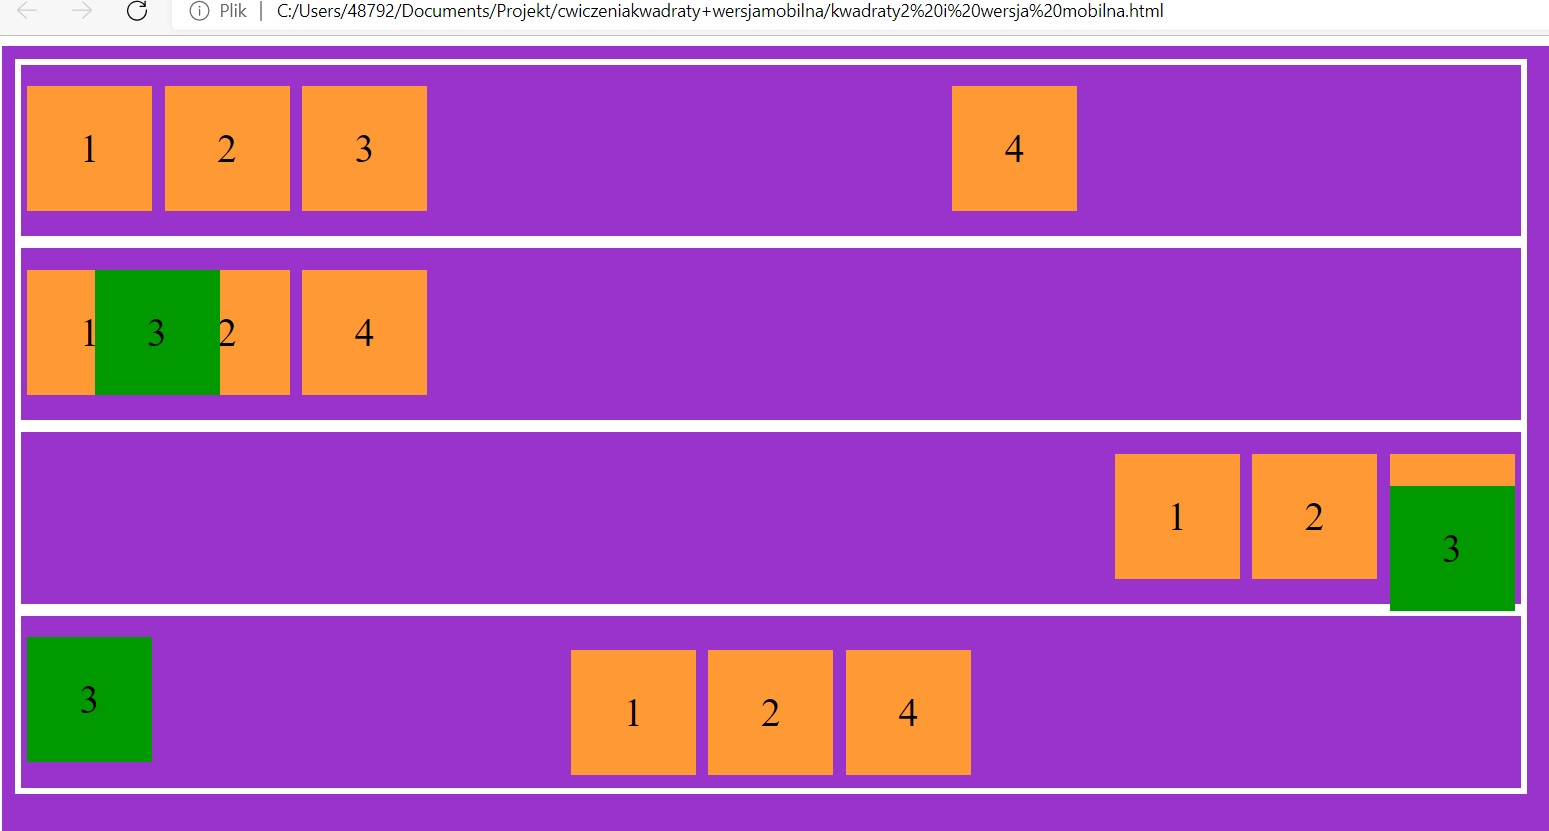 Plik | C:/Users/48792/Documents/Projekt/cwiczeniakwadraty+wersjamobilna/kwadraty2%20i%20wersja%20mobilna.html
1 2 3 4
1 3 2 4
1 2 3
3 1 2 4